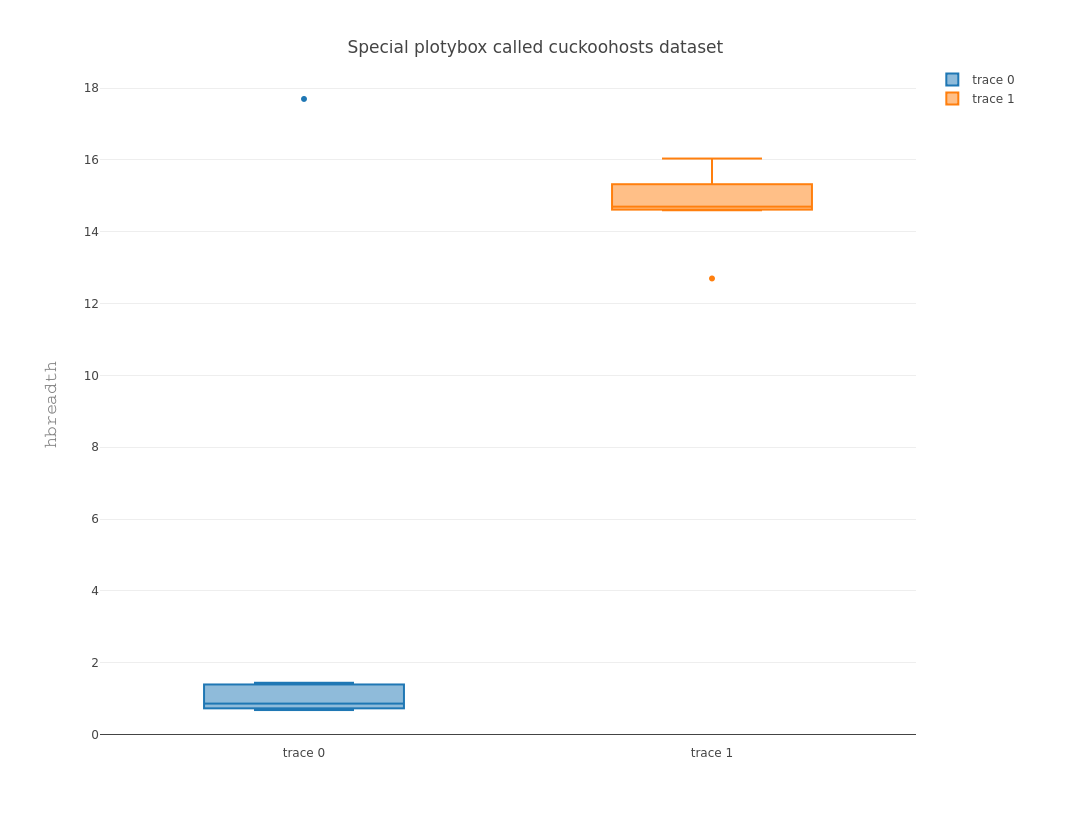 Special plotybox called cuckoohosts dataset
trace 0
trace 1
18
16
14
12
10
8
6
4
2
0
hbreadth
trace 0
trace 1